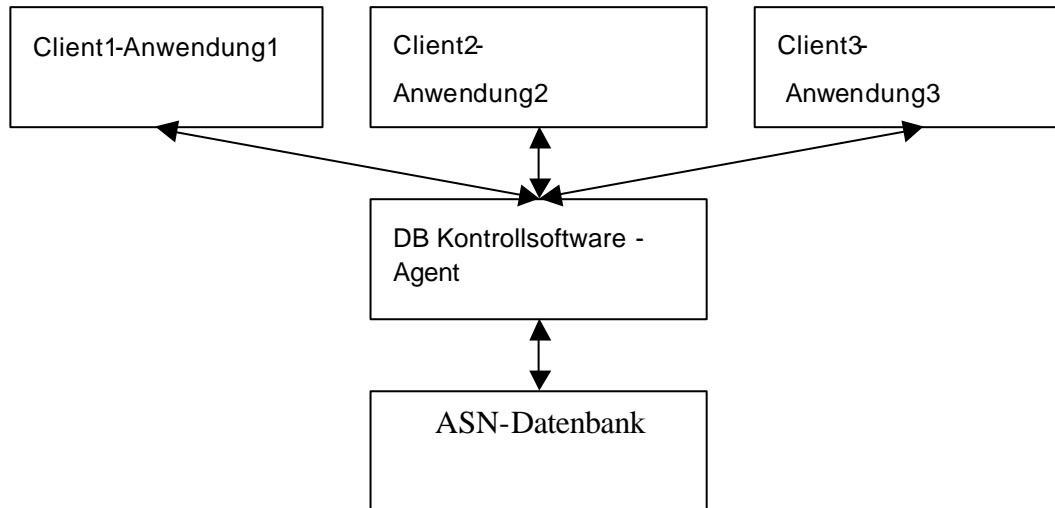 Client1-Anwendung1
Client2-
Anwendung2
Client3-
Anwendung3
DB Kontrollsoftware -
Agent
ASN-Datenbank